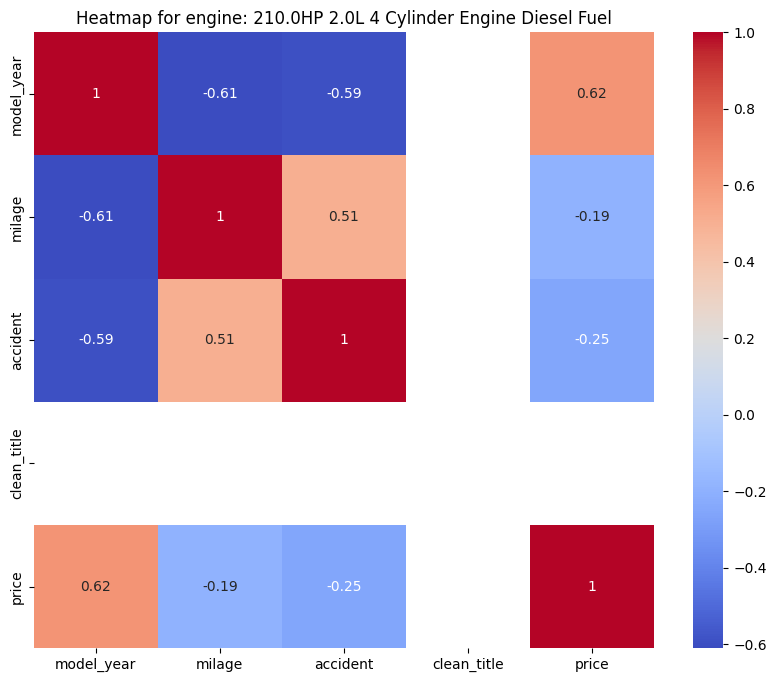 Heatmap for engine: 210.0HP 2.0L 4 Cylinder Engine Diesel Fuel
model_year 1 -0.61 -0.59 0.62
milage -0.61 1 0.51 -0.19
accident -0.59 0.51 1 -0.25
clean_title
price 0.62 -0.19 -0.25 1
model_year milage accident clean_title price
1.0
0.8
0.6
0.4
0.2
0.0
−0.2
−0.4
−0.6